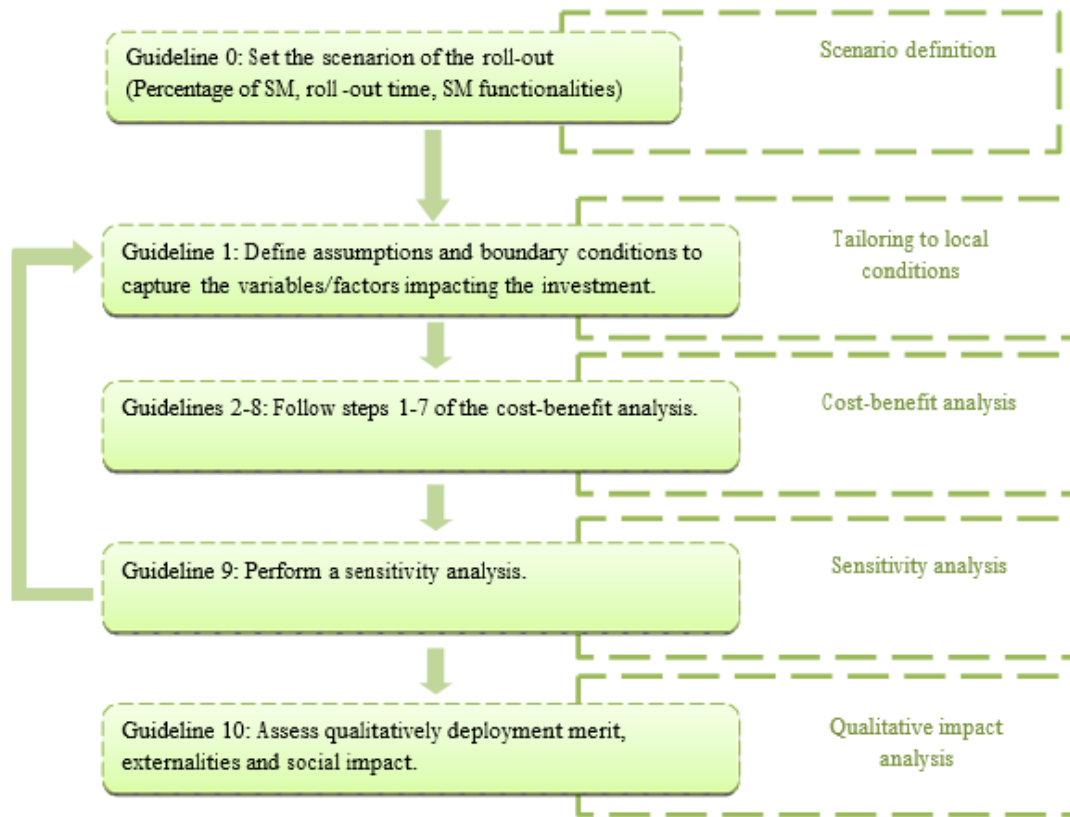 Guideline 0: Set the scenarion of the roll-out
(Percentage of SM, roll -out time, SM functionalities)
Scenario definition
Guideline 1: Define assumptions and boundary conditions to
capture the variables/factors impacting the investment.
Tailoring to local
conditions
Guidelines 2-8: Follow steps 1-7 of the cost-benefit analysis.
Cost-benefit analysis
Guideline 9: Perform a sensitivity analysis.
Sensitivity analysis
Guideline 10: Assess qualitatively deployment merit,
externalities and social impact.
Qualitative impact
analysis